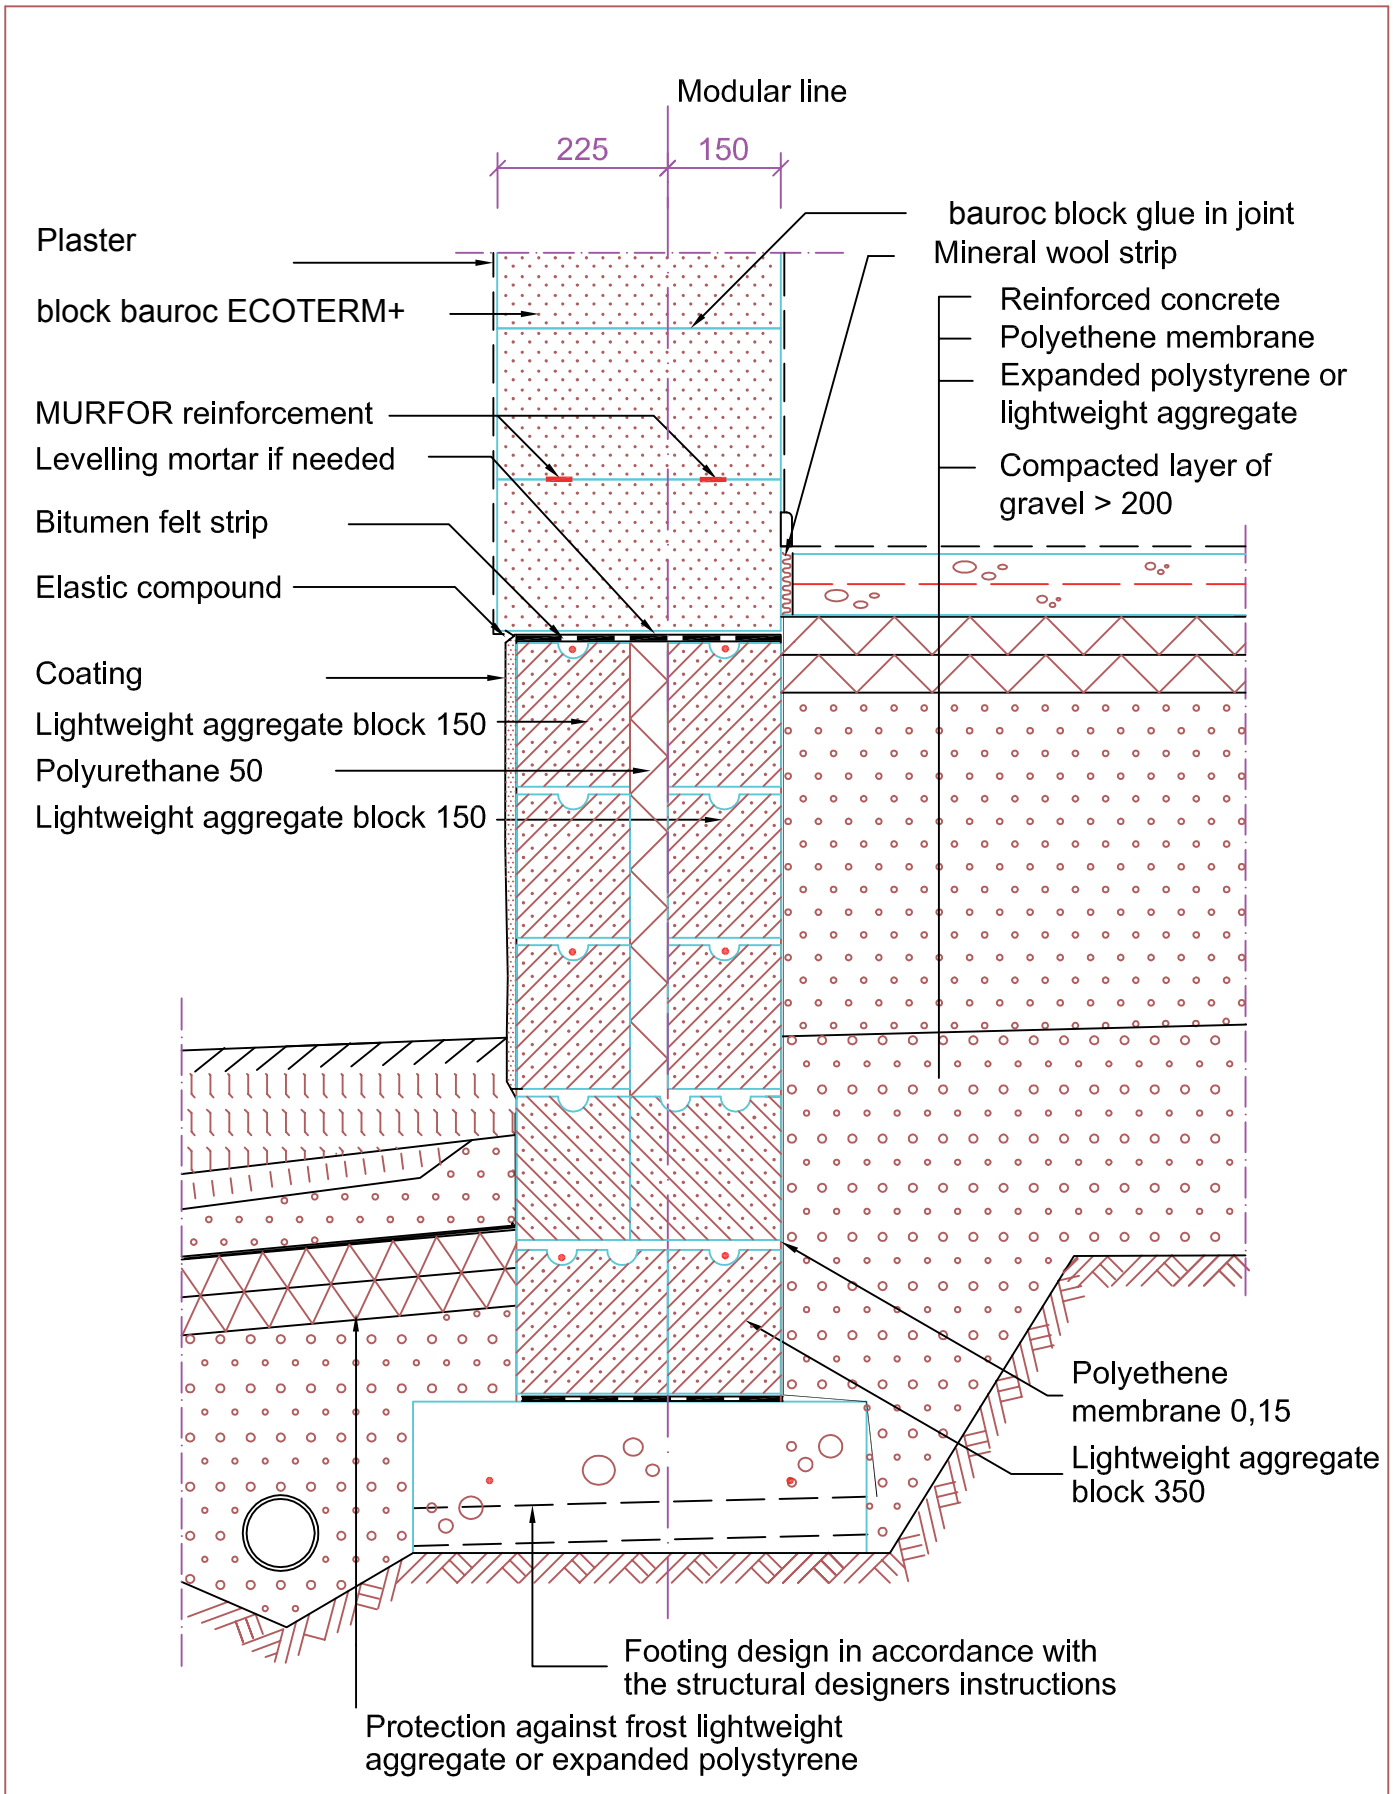 Modular line
225
150
Plaster
block bauroc ECOTERM+
MURFOR reinforcement
Levelling mortar if needed
Bitumen felt strip
Elastic compound
Coating
Lightweight aggregate block 150
Polyurethane 50
Lightweight aggregate block 150
bauroc block glue in joint
Mineral wool strip
Reinforced concrete
Polyethene membrane
Expanded polystyrene or
lightweight aggregate
Compacted layer of
gravel > 200
Polyethene
membrane 0,15
Lightweight aggregate
block 350
Footing design in accordance with
the structural designers instructions
Protection against frost lightweight
aggregate or expanded polystyrene